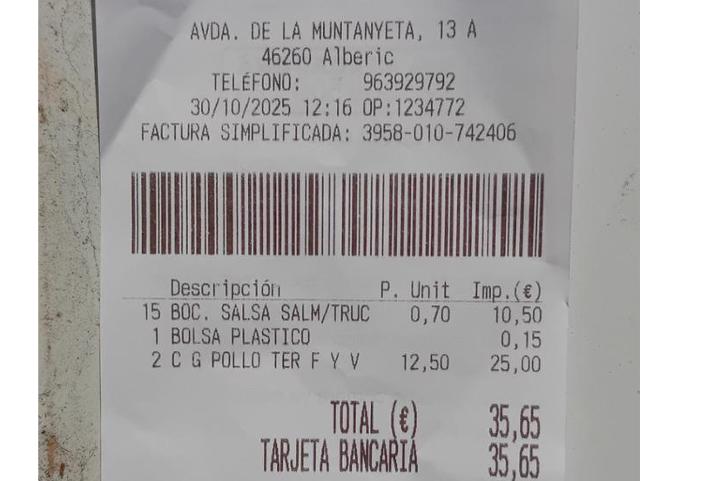 AVDA. DE LA MUNTANYETA, 13 A
46260 Alberic
TELÉFONO: 963929792
30/10/2025 12:16 OP:1234772
FACTURA SIMPLIFICADA: 3958-010-742406
Descripción P. Unit Imp.(€)
15 BOC. SALSA SALM/TRUC 0,70 10,50
1 BOLSA PLASTICO 0,15
2 C G POLLO TER F Y V 12,50 25,00
TOTAL (€) 35,65
TARJETA BANCARIA 35,65